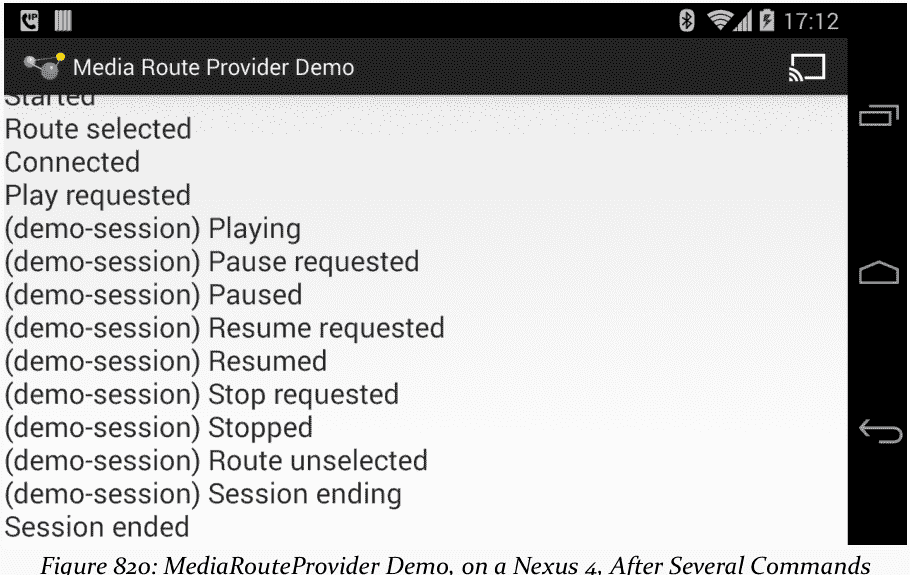 17:12
Media Route Provider Demo
Started
Route selected
Connected
Play requested
(demo-session) Playing
(demo-session) Pause requested
(demo-session) Paused
(demo-session) Resume requested
(demo-session) Resumed
(demo-session) Stop requested
(demo-session) Stopped
(demo-session) Route unselected
(demo-session) Session ending
Session ended
Figure 820: MediaRouteProvider Demo, on a Nexus 4, After Several Commands